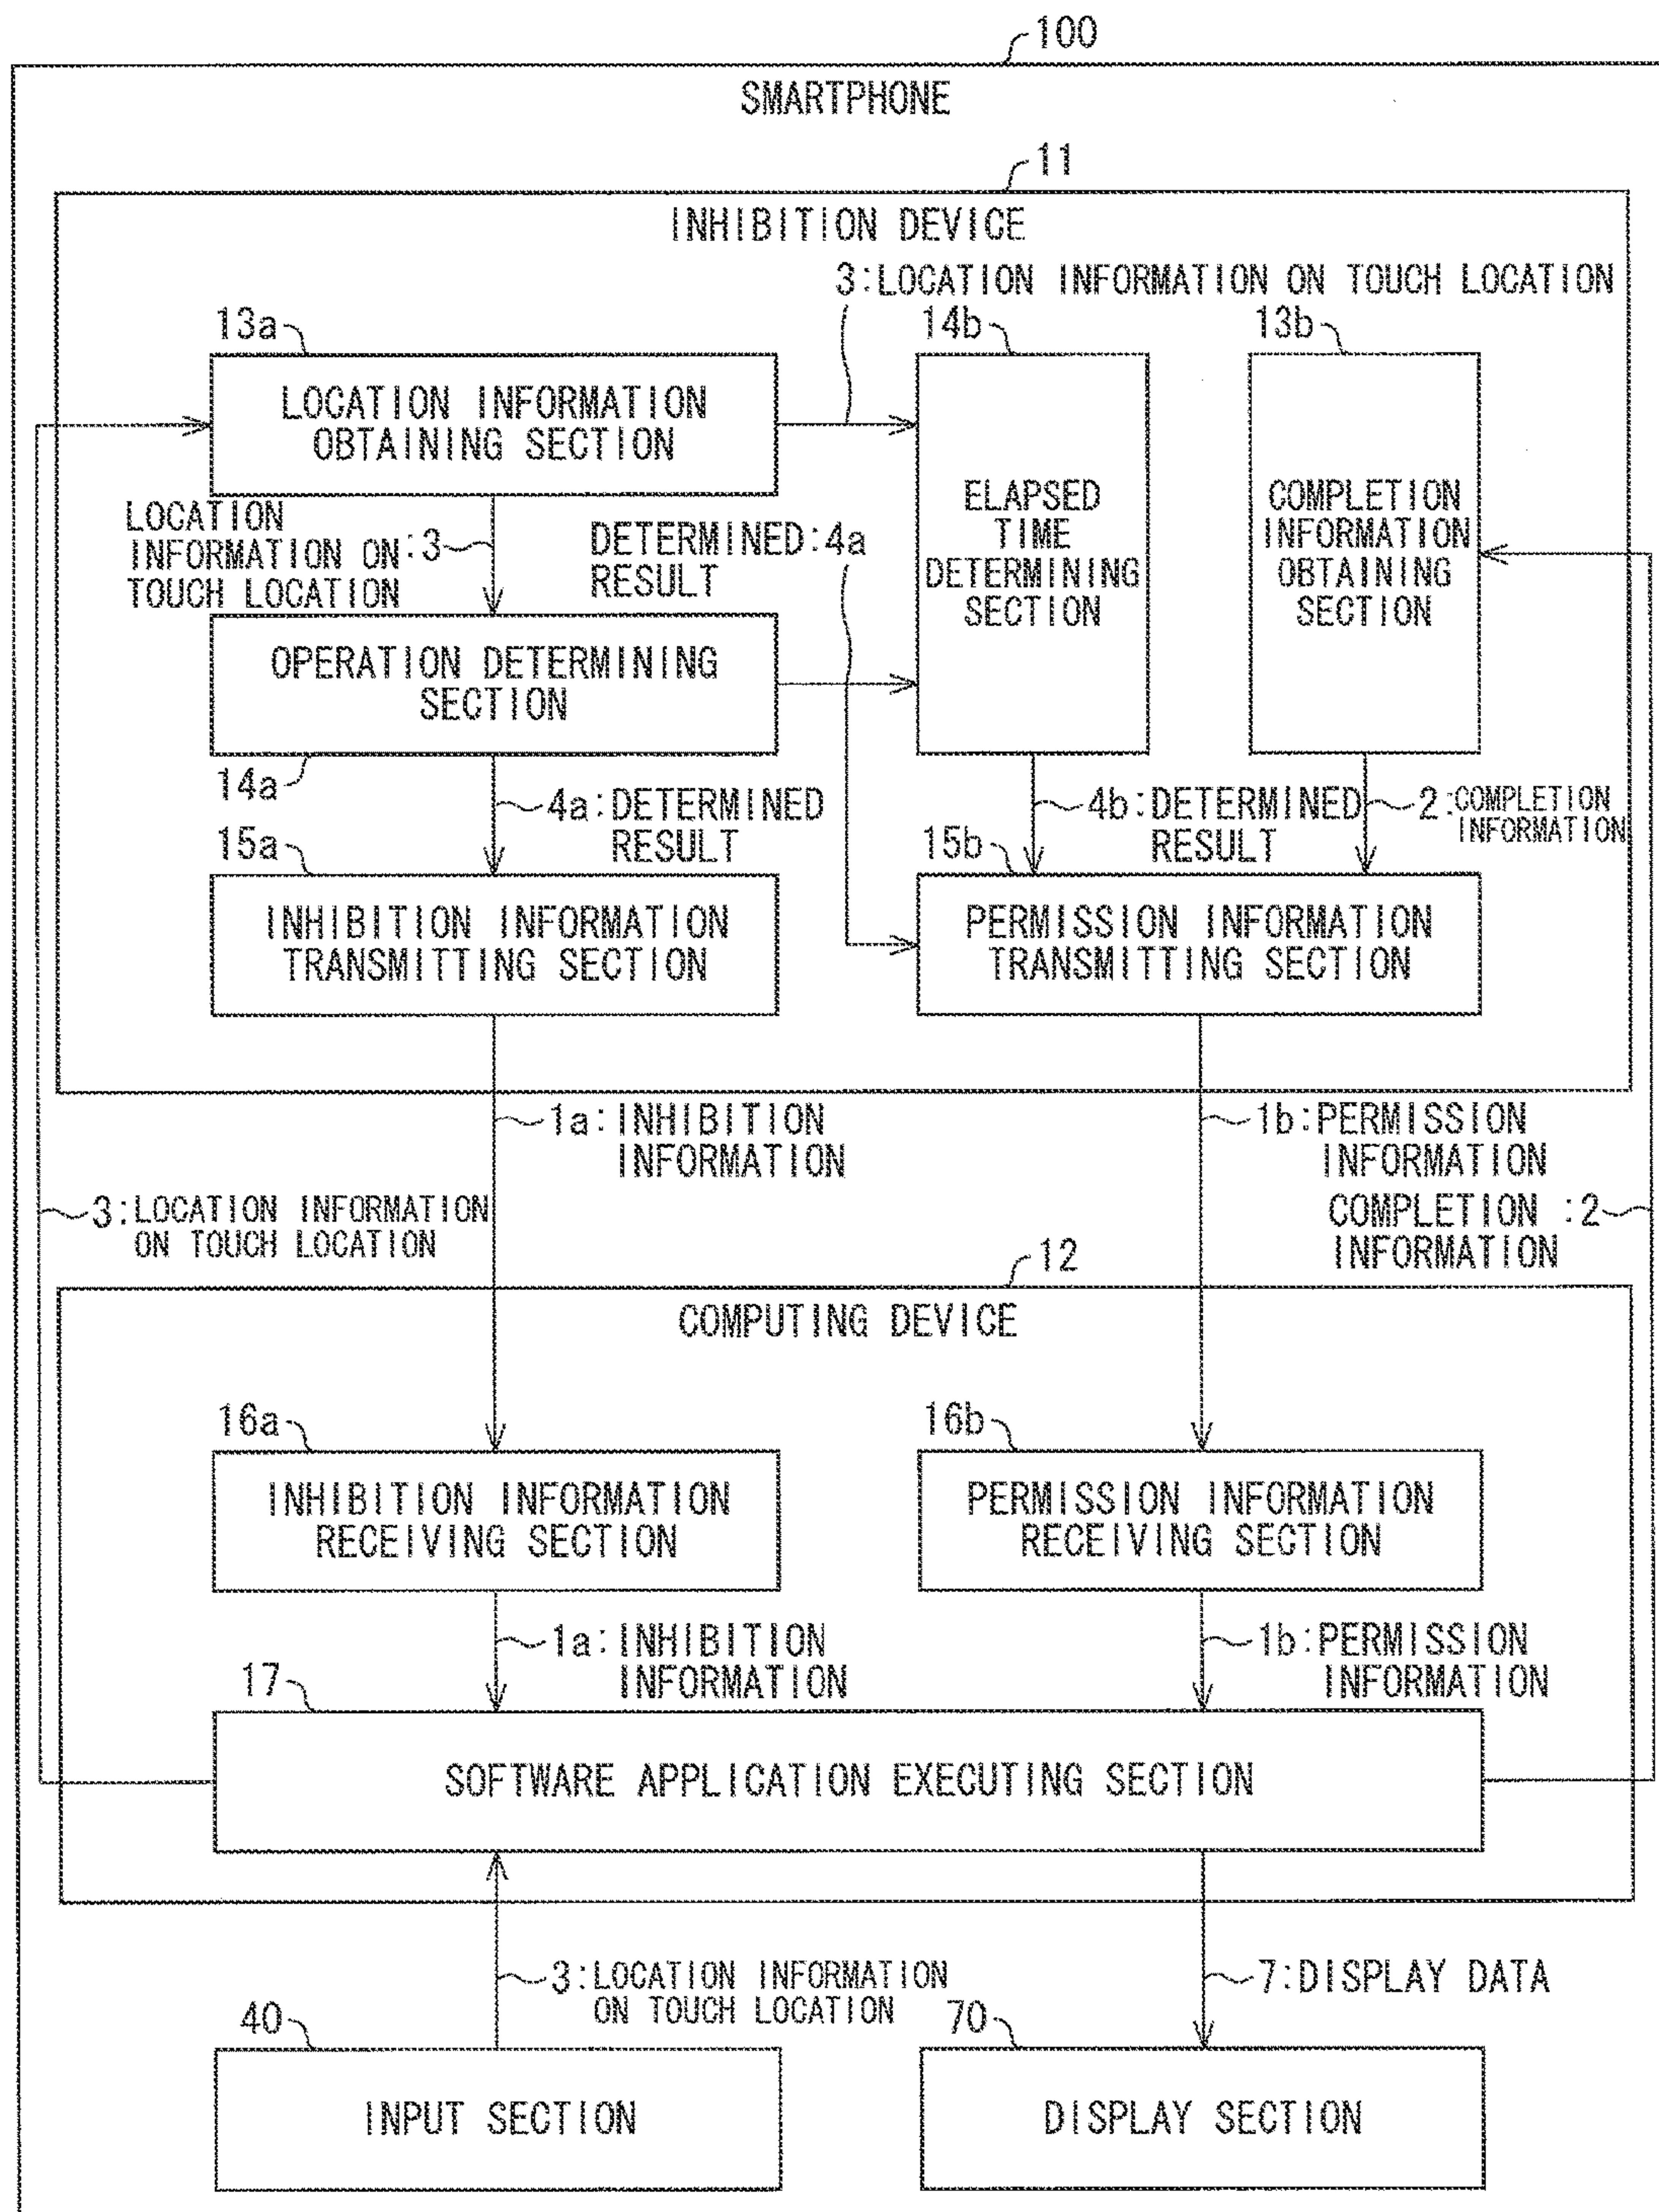 100
SMARTPHONE
11
INHIBITION DEVICE
3:LOCATION INFORMATION ON TOUCH LOCATION
13a
14b
13b
LOCATION INFORMATION
OBTAINING SECTION
ELAPSED
TIME
DETERMINING
SECTION
COMPLETION
INFORMATION
OBTAINING
SECTION
LOCATION
INFORMATION ON:3
TOUCH LOCATION
DETERMINED:4a
RESULT
OPERATION DETERMINING
SECTION
14a
4a:DETERMINED
RESULT
4b:DETERMINED
RESULT
2:COMPLETION
INFORMATION
15a
15b
INHIBITION INFORMATION
TRANSMITTING SECTION
PERMISSION INFORMATION
TRANSMITTING SECTION
1a:INHIBITION
INFORMATION
1b:PERMISSION
INFORMATION
3:LOCATION INFORMATION
ON TOUCH LOCATION
COMPLETION :2
INFORMATION
12
COMPUTING DEVICE
16a
16b
INHIBITION INFORMATION
RECEIVING SECTION
PERMISSION INFORMATION
RECEIVING SECTION
1a:INHIBITION
INFORMATION
1b:PERMISSION
INFORMATION
17
SOFTWARE APPLICATION EXECUTING SECTION
3:LOCATION INFORMATION
ON TOUCH LOCATION
7:DISPLAY DATA
40
70
INPUT SECTION
DISPLAY SECTION